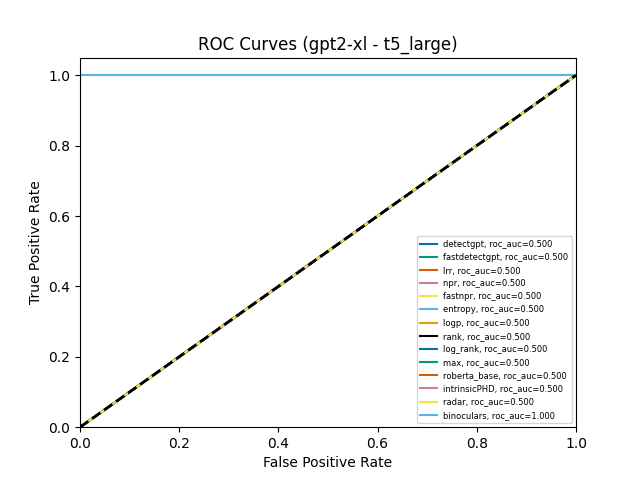 ROC Curves (gpt2-xl - t5_large)
True Positive Rate
1.0
0.8
0.6
0.4
0.2
0.0
detectgpt, roc_auc=0.500
fastdetectgpt, roc_auc=0.500
lrr, roc_auc=0.500
npr, roc_auc=0.500
fastnpr, roc_auc=0.500
entropy, roc_auc=0.500
logp, roc_auc=0.500
rank, roc_auc=0.500
log_rank, roc_auc=0.500
max, roc_auc=0.500
roberta_base, roc_auc=0.500
intrinsicPHD, roc_auc=0.500
radar, roc_auc=0.500
binoculars, roc_auc=1.000
0.0 0.2 0.4 0.6 0.8 1.0
False Positive Rate